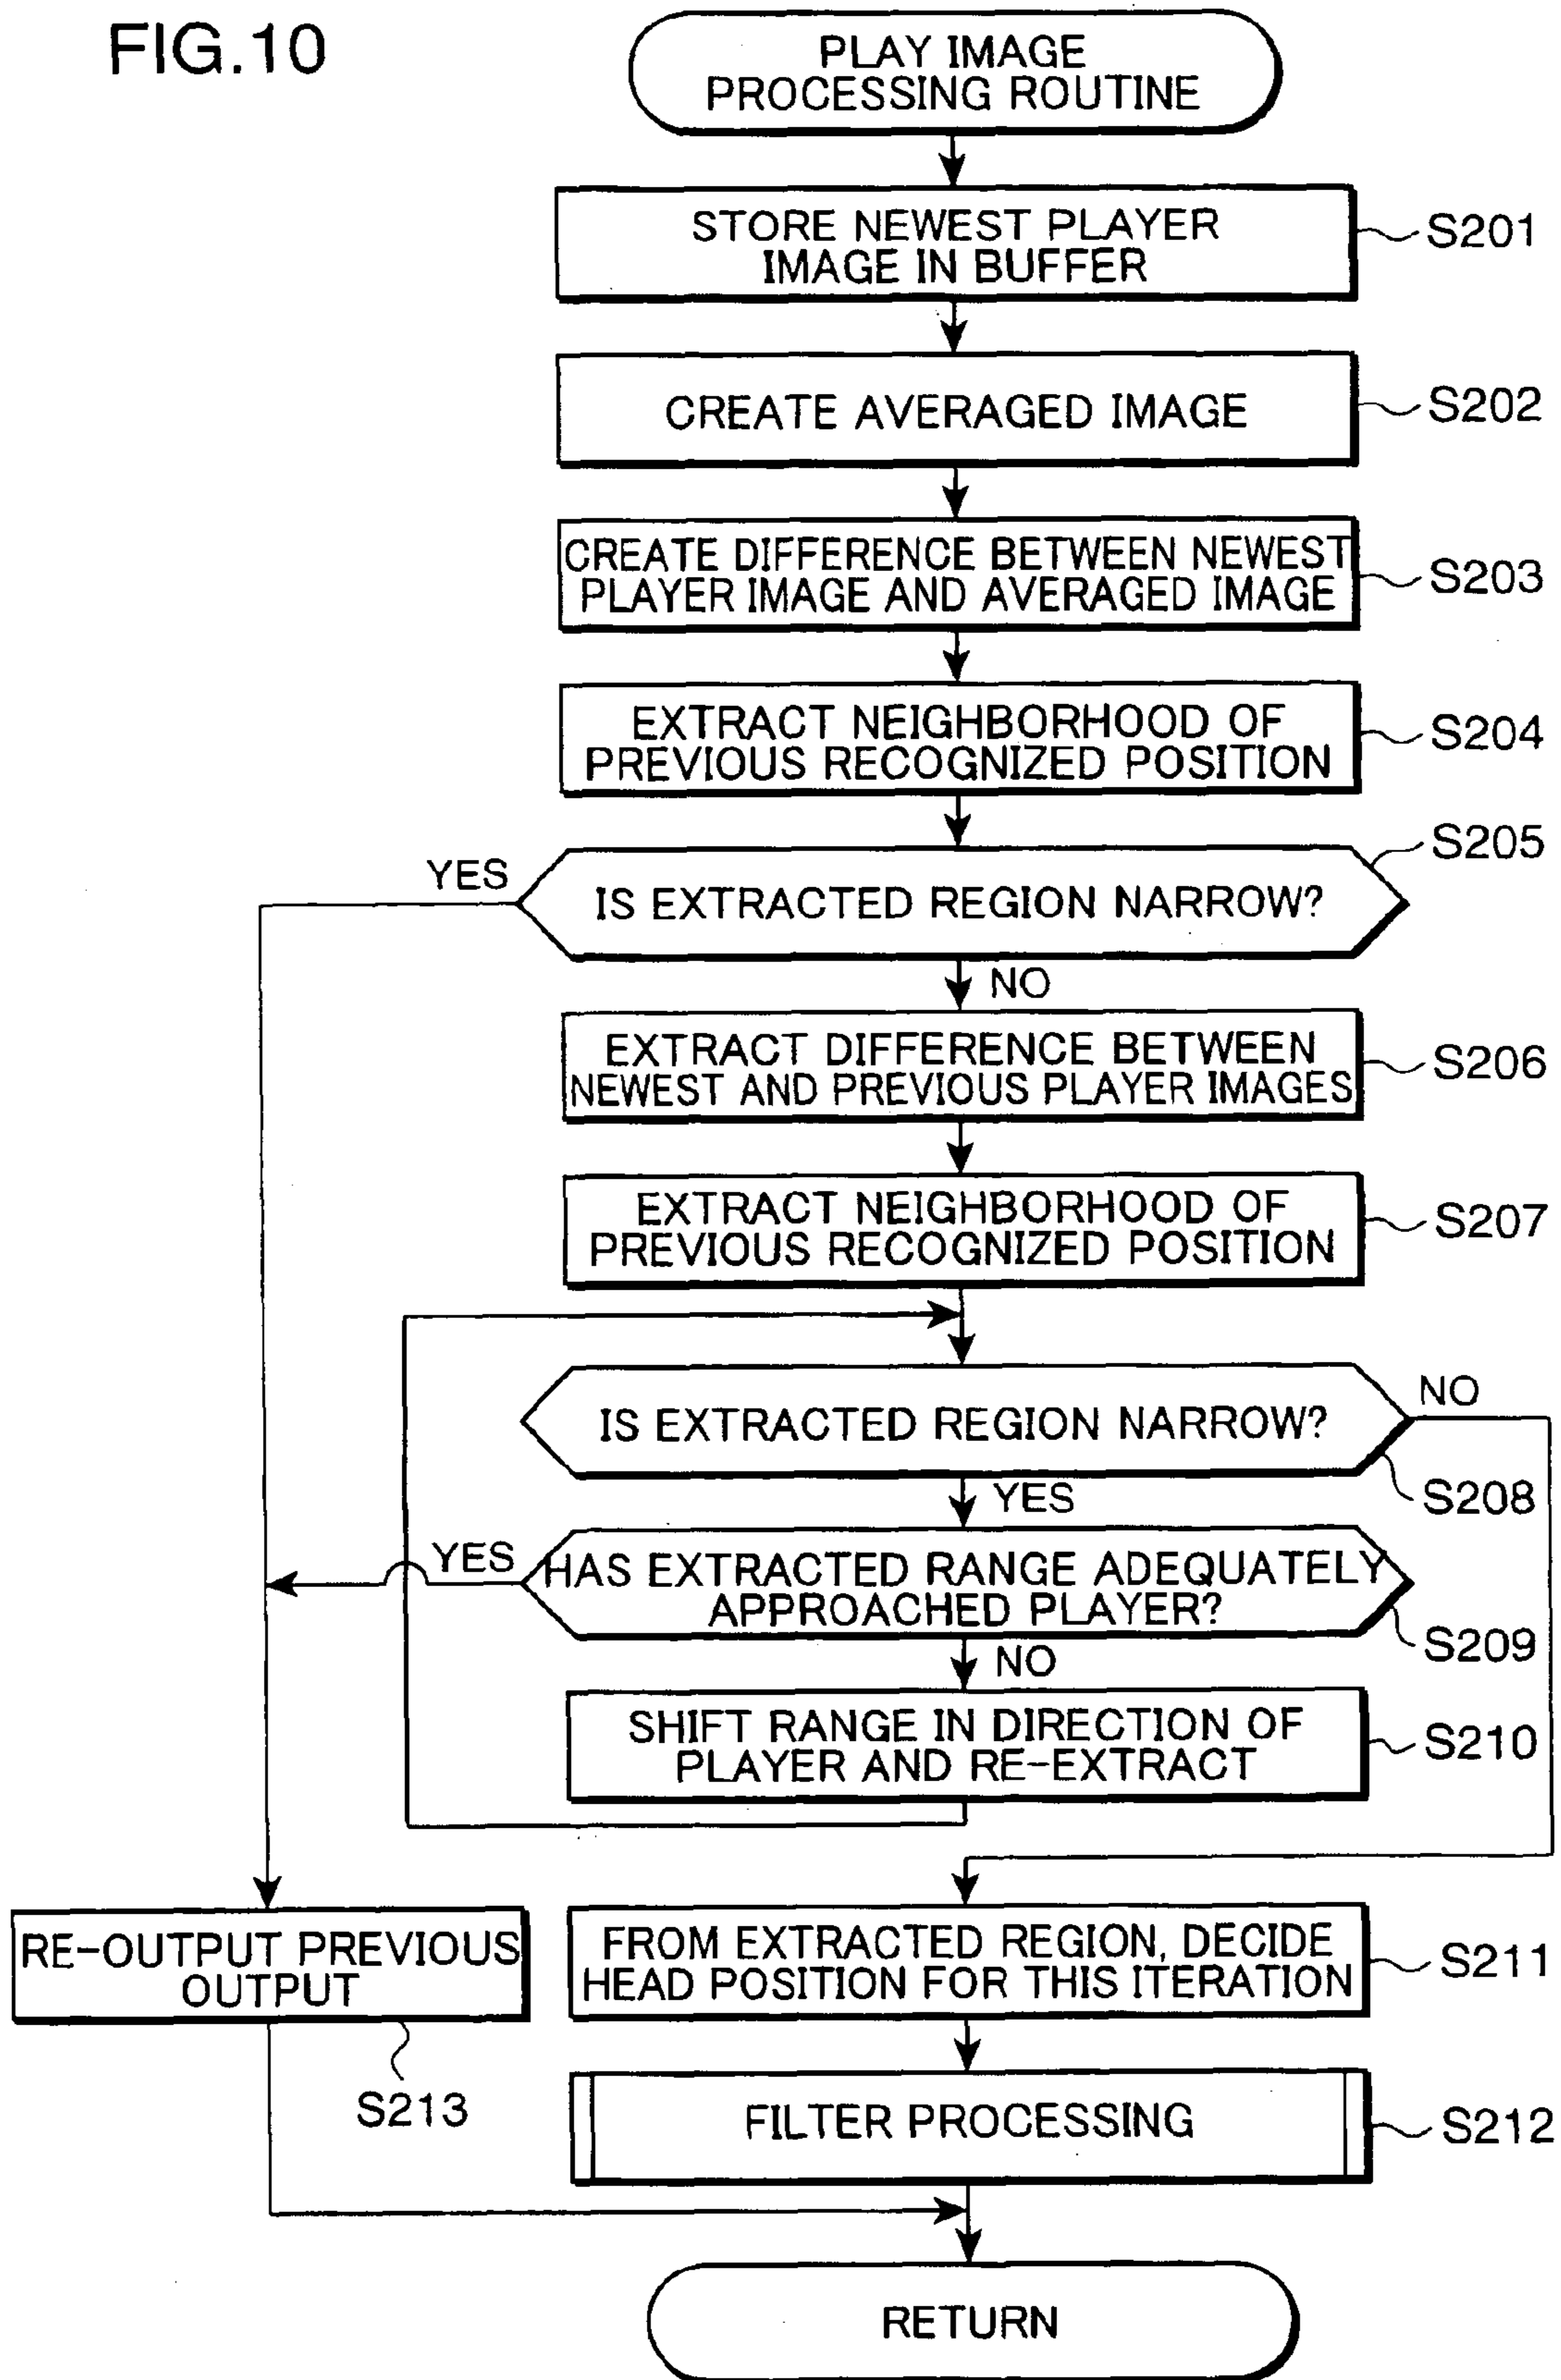 FIG.10
PLAY IMAGE
PROCESSING ROUTINE
STORE NEWEST PLAYER
IMAGE IN BUFFER
S201
CREATE AVERAGED IMAGE
S202
CREATE DIFFERENCE BETWEEN NEWEST
PLAYER IMAGE AND AVERAGED IMAGE
S203
EXTRACT NEIGHBORHOOD OF
PREVIOUS RECOGNIZED POSITION
S204
S205
YES
IS EXTRACTED REGION NARROW?
NO
EXTRACT DIFFERENCE BETWEEN
NEWEST AND PREVIOUS PLAYER IMAGES
S206
EXTRACT NEIGHBORHOOD OF
PREVIOUS RECOGNIZED POSITION
S207
IS EXTRACTED REGION NARROW?
NO
S208
YES
YES
HAS EXTRACTED RANGE ADEQUATELY
APPROACHED PLAYER?
S209
NO
SHIFT RANGE IN DIRECTION OF
PLAYER AND RE-EXTRACT
S210
RE-OUTPUT PREVIOUS
OUTPUT
S213
FROM EXTRACTED REGION, DECIDE
HEAD POSITION FOR THIS ITERATION
S211
FILTER PROCESSING
S212
RETURN